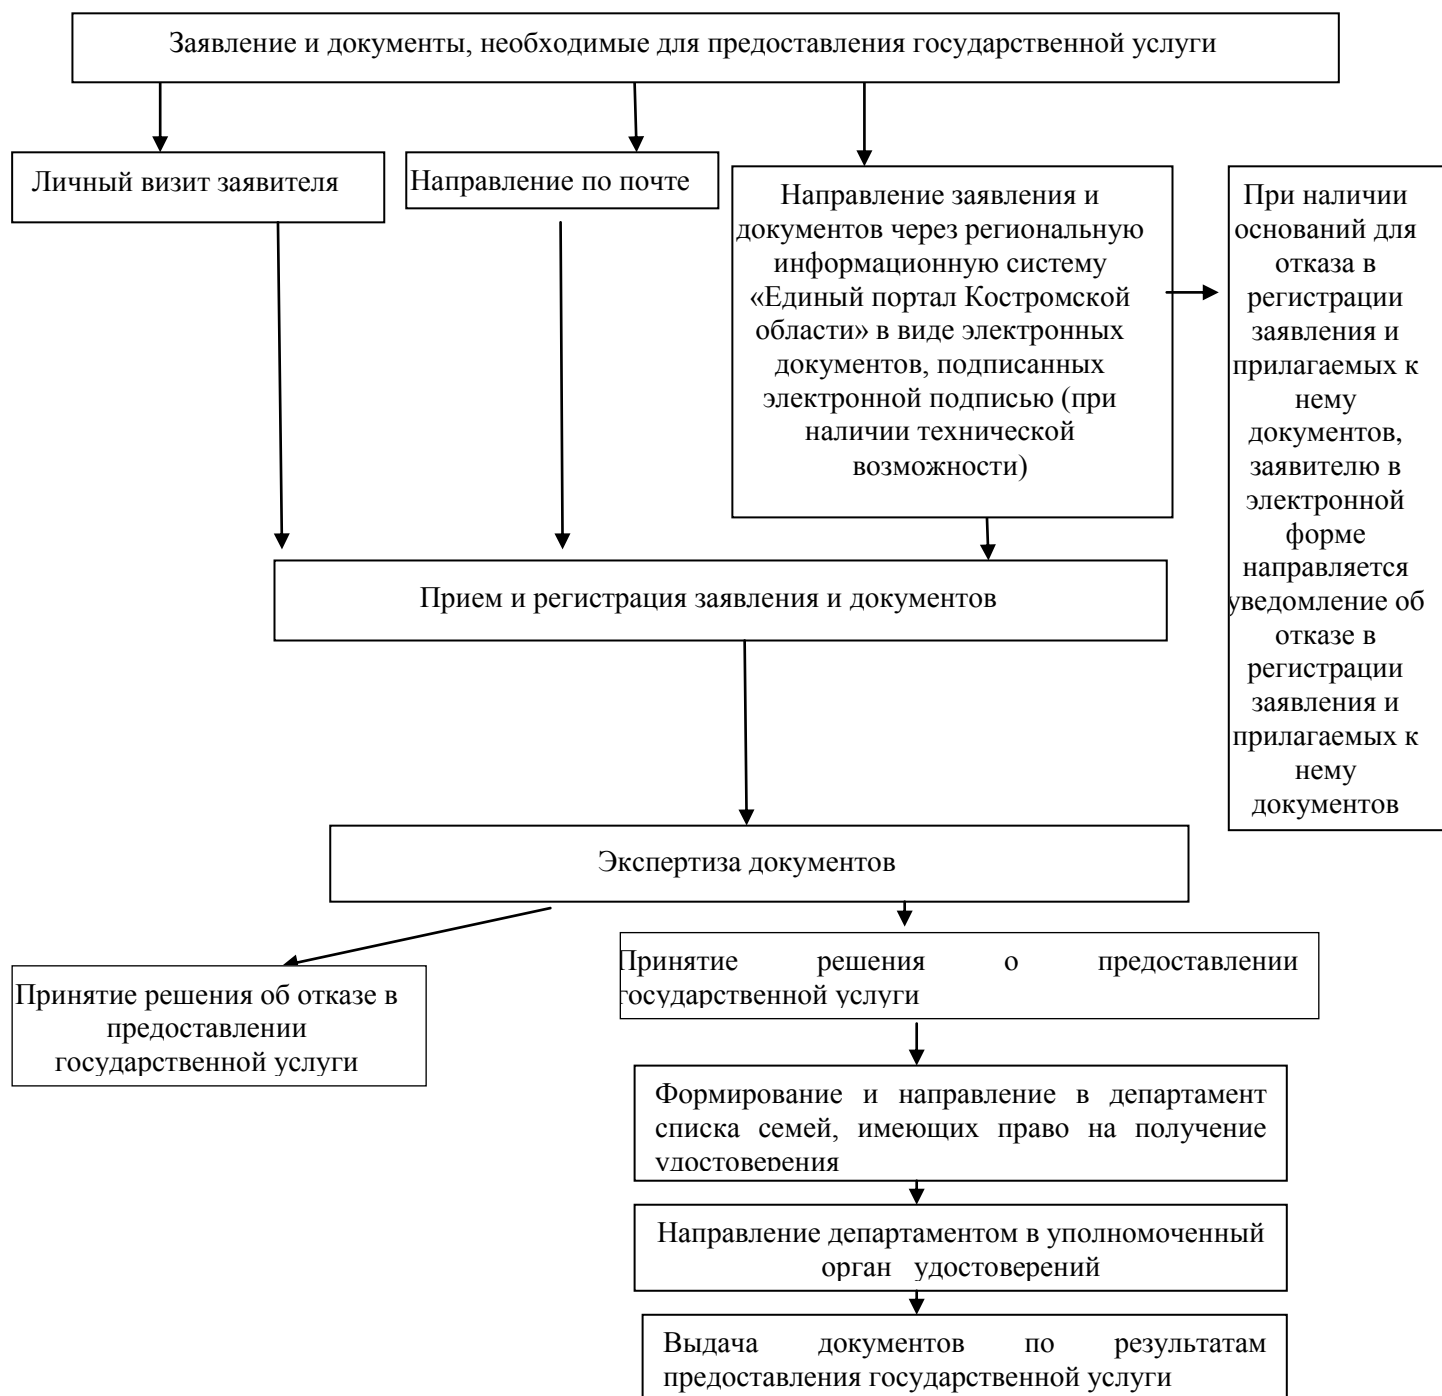 Заявление и документы, необходимые для предоставления государственной услуги
Личный визит заявителя
Направление по почте
Направление заявления и
документов через региональную
информационную систему
«Единый портал Костромской
области» в виде электронных
документов, подписанных
электронной подписью (при
наличии технической
возможности)
При наличии
оснований для
отказа в
регистрации
заявления и
прилагаемых к
нему
документов,
заявителю в
электронной
форме
направляется
уведомление об
отказе в
регистрации
заявления и
прилагаемых к
нему
документов
Прием и регистрация заявления и документов
Экспертиза документов
Принятие решения об отказе в
предоставлении
государственной услуги
Принятие решения о предоставлении
государственной услуги
Формирование и направление в департамент
списка семей, имеющих право на получение
удостоверения
Направление департаментом в уполномоченный
орган удостоверений
Выдача документов по результатам
предоставления государственной услуги